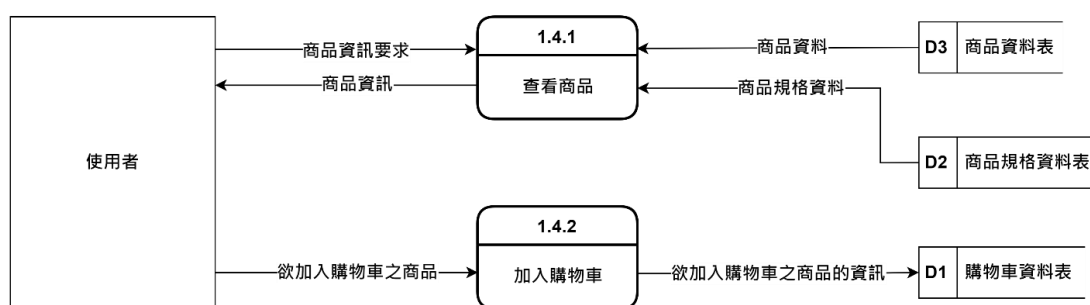 1.4.1
商品資訊要求
商品資料
D3 商品資料表
商品資訊
查看商品
商品規格資料
使用者
D2 商品規格資料表
1.4.2
欲加入購物車之商品
加入購物車
欲加入購物車之商品的資訊
D1 購物車資料表